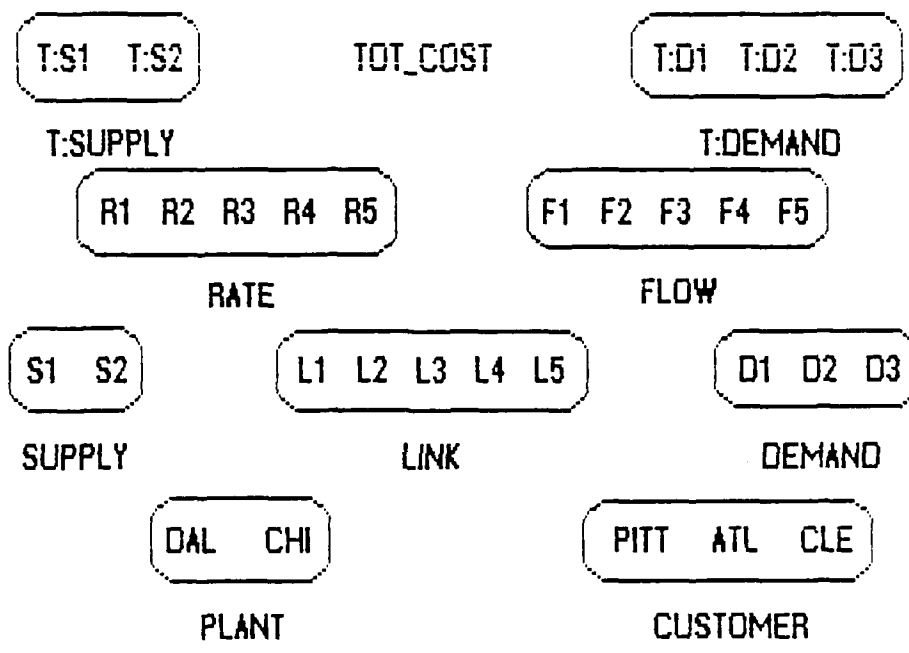 T:S1 T:S2 TOT_COST T:D1 T:D2 T:D3
T:SUPPLY T:DEMAND
R1 R2 R3 R4 R5 F1 F2 F3 F4 F5
RATE FLOW
S1 S2 L1 L2 L3 L4 L5 D1 D2 D3
SUPPLY LINK DEMAND
DAL CHI PITT ATL CLE
PLANT CUSTOMER